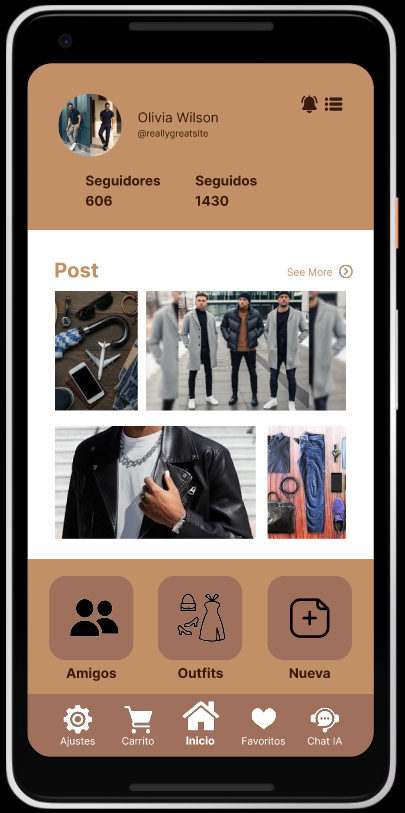 Olivia Wilson
@reallygreatsite
Seguidores Seguidos
606 1430
Post See More
Amigos Outfits Nueva
Ajustes Carrito Inicio Favoritos Chat IA